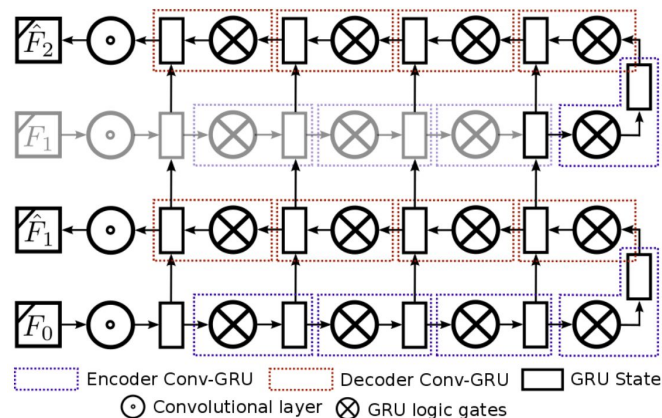 F̂₂
F₁
F̂₁
F₀
Encoder Conv-GRU Decoder Conv-GRU GRU State
Convolutional layer GRU logic gates